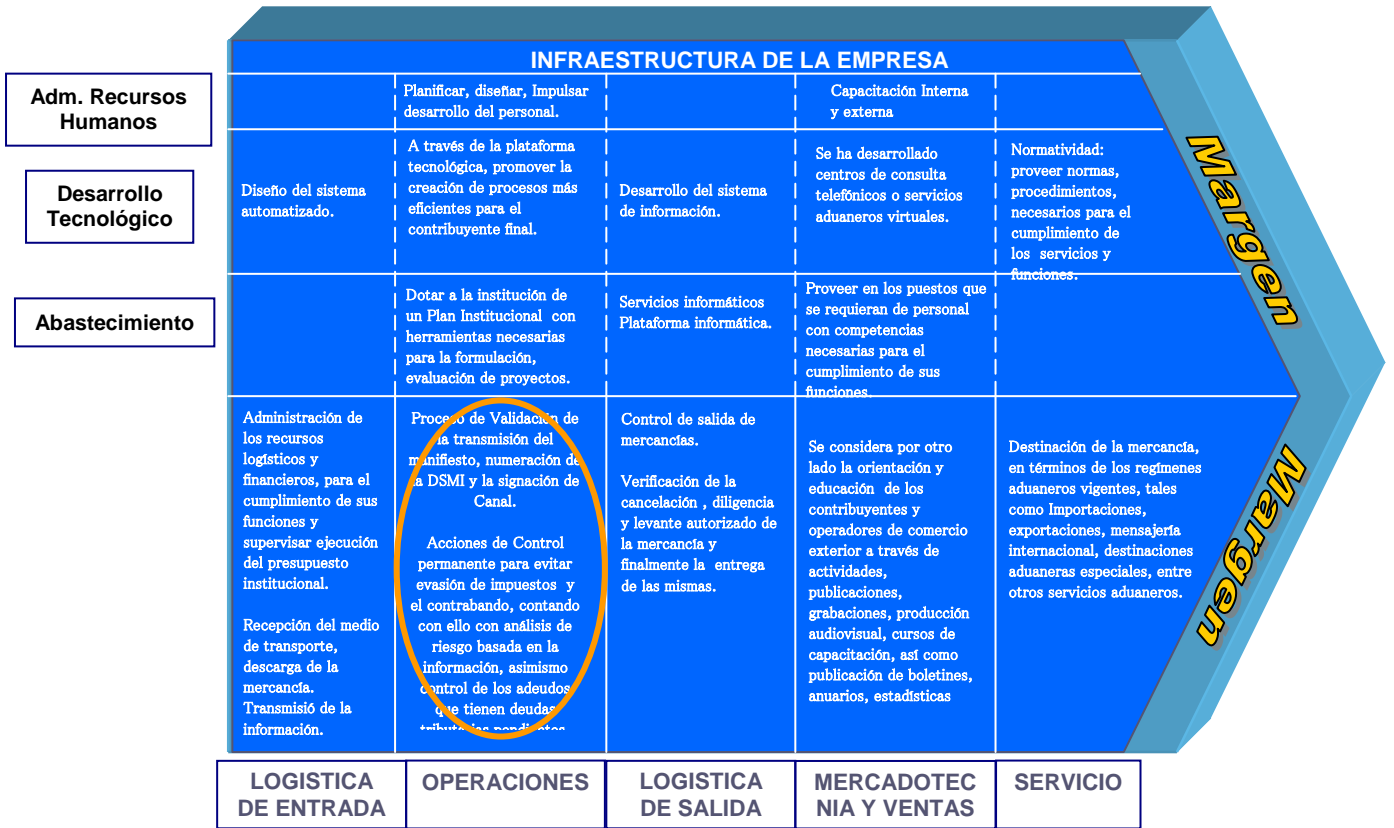 INFRAESTRUCTURA DE LA EMPRESA
Adm. Recursos
Humanos
Planificar, diseñar, Impulsar
desarrollo del personal.
Capacitación Interna
y externa
Desarrollo
Tecnológico
Diseño del sistema
automatizado.
A través de la plataforma
tecnológica, promover la
creación de procesos más
eficientes para el
contribuyente final.
Desarrollo del sistema
de información.
Se ha desarrollado
centros de consulta
telefónicos o servicios
aduaneros virtuales.
Normatividad:
proveer normas,
procedimientos,
necesarios para el
cumplimiento de
los servicios y
funciones.
Abastecimiento
Dotar a la institución de
un Plan Institucional con
herramientas necesarias
para la formulación,
evaluación de proyectos.
Servicios informáticos
Plataforma informática.
Proveer en los puestos que
se requieran de personal
con competencias
necesarias para el
cumplimiento de sus
funciones.
Administración de
los recursos
logísticos y
financieros, para el
cumplimiento de sus
funciones y
supervisar ejecución
del presupuesto
institucional.
Recepción del medio
de transporte,
descarga de la
mercancía.
Transmisió de la
información.
Proceso de Validación de
la transmisión del
manifiesto, numeración de
la DSMI y la signación de
Canal.
Acciones de Control
permanente para evitar
evasión de impuestos y
el contrabando, contando
con ello con análisis de
riesgo basada en la
información, asimismo
control de los adeudos
que tienen deudas
tributarias pendientes
Control de salida de
mercancías.
Verificación de la
cancelación , diligencia
y levante autorizado de
la mercancía y
finalmente la entrega
de las mismas.
Se considera por otro
lado la orientación y
educación de los
contribuyentes y
operadores de comercio
exterior a través de
actividades,
publicaciones,
grabaciones, producción
audiovisual, cursos de
capacitación, así como
publicación de boletines,
anuarios, estadísticas
Destinación de la mercancía,
en términos de los regímenes
aduaneros vigentes, tales
como Importaciones,
exportaciones, mensajería
internacional, destinaciones
aduaneras especiales, entre
otros servicios aduaneros.
Margen
Margen
LOGISTICA
DE ENTRADA
OPERACIONES
LOGISTICA
DE SALIDA
MERCADOTEC
NIA Y VENTAS
SERVICIO